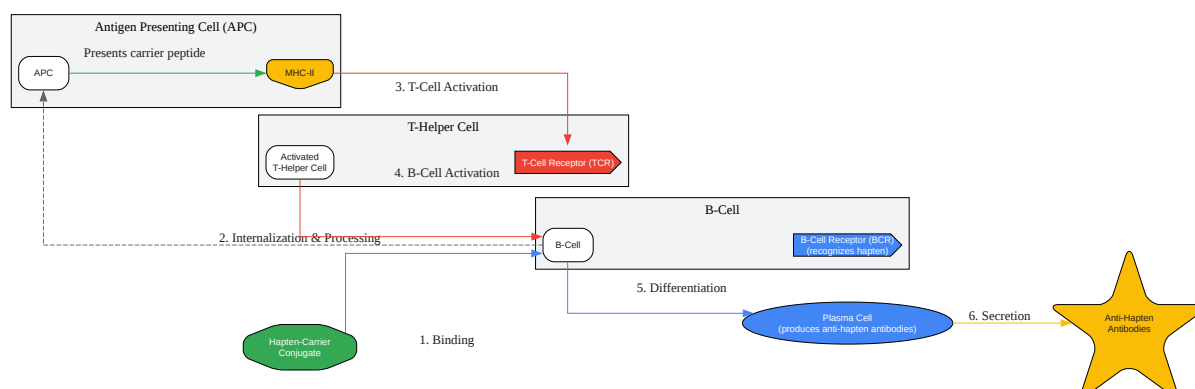 Antigen Presenting Cell (APC)
Presents carrier peptide
APC
MHC-II
3. T-Cell Activation
T-Helper Cell
Activated
T-Helper Cell
T-Cell Receptor (TCR)
4. B-Cell Activation
B-Cell
2. Internalization & Processing
B-Cell
B-Cell Receptor (BCR)
(recognizes hapten)
5. Differentiation
Hapten-Carrier
Conjugate
1. Binding
Plasma Cell
(produces anti-hapten antibodies)
6. Secretion
Anti-Hapten
Antibodies